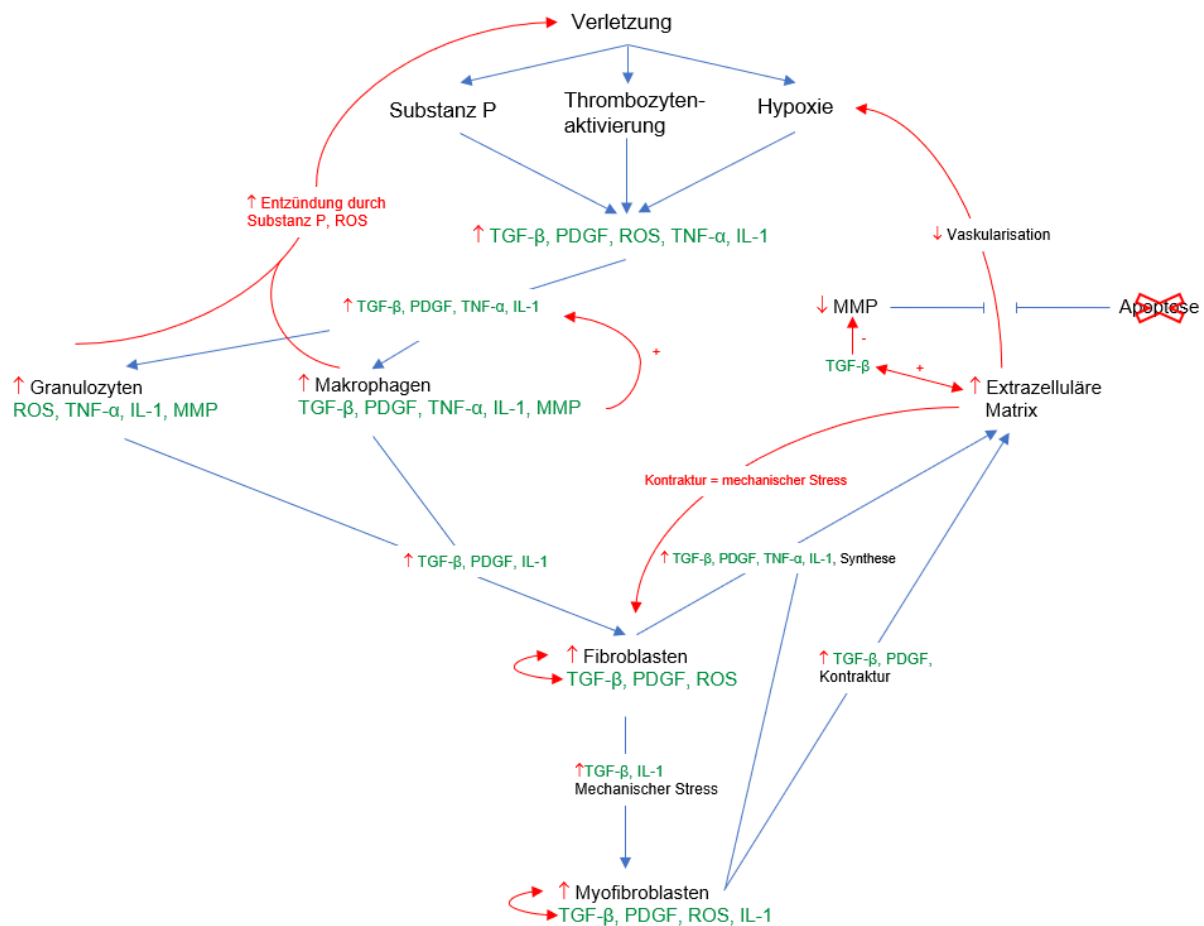 Verletzung
Substanz P
Thrombozyten-
aktivierung
Hypoxie
↑ Entzündung durch
Substanz P, ROS
↑ TGF-β, PDGF, ROS, TNF-α, IL-1
↓ Vaskularisation
↑ TGF-β, PDGF, TNF-α, IL-1
↓ MMP
Apoptose
-
+
TGF-β
+
↑ Granulozyten
ROS, TNF-α, IL-1, MMP
↑ Makrophagen
TGF-β, PDGF, TNF-α, IL-1, MMP
↑ Extrazelluläre
Matrix
Kontraktur = mechanischer Stress
↑ TGF-β, PDGF, IL-1
↑ TGF-β, PDGF, TNF-α, IL-1, Synthese
↑ Fibroblasten
TGF-β, PDGF, ROS
↑ TGF-β, PDGF,
Kontraktur
↑TGF-β, IL-1
Mechanischer Stress
↑ Myofibroblasten
TGF-β, PDGF, ROS, IL-1